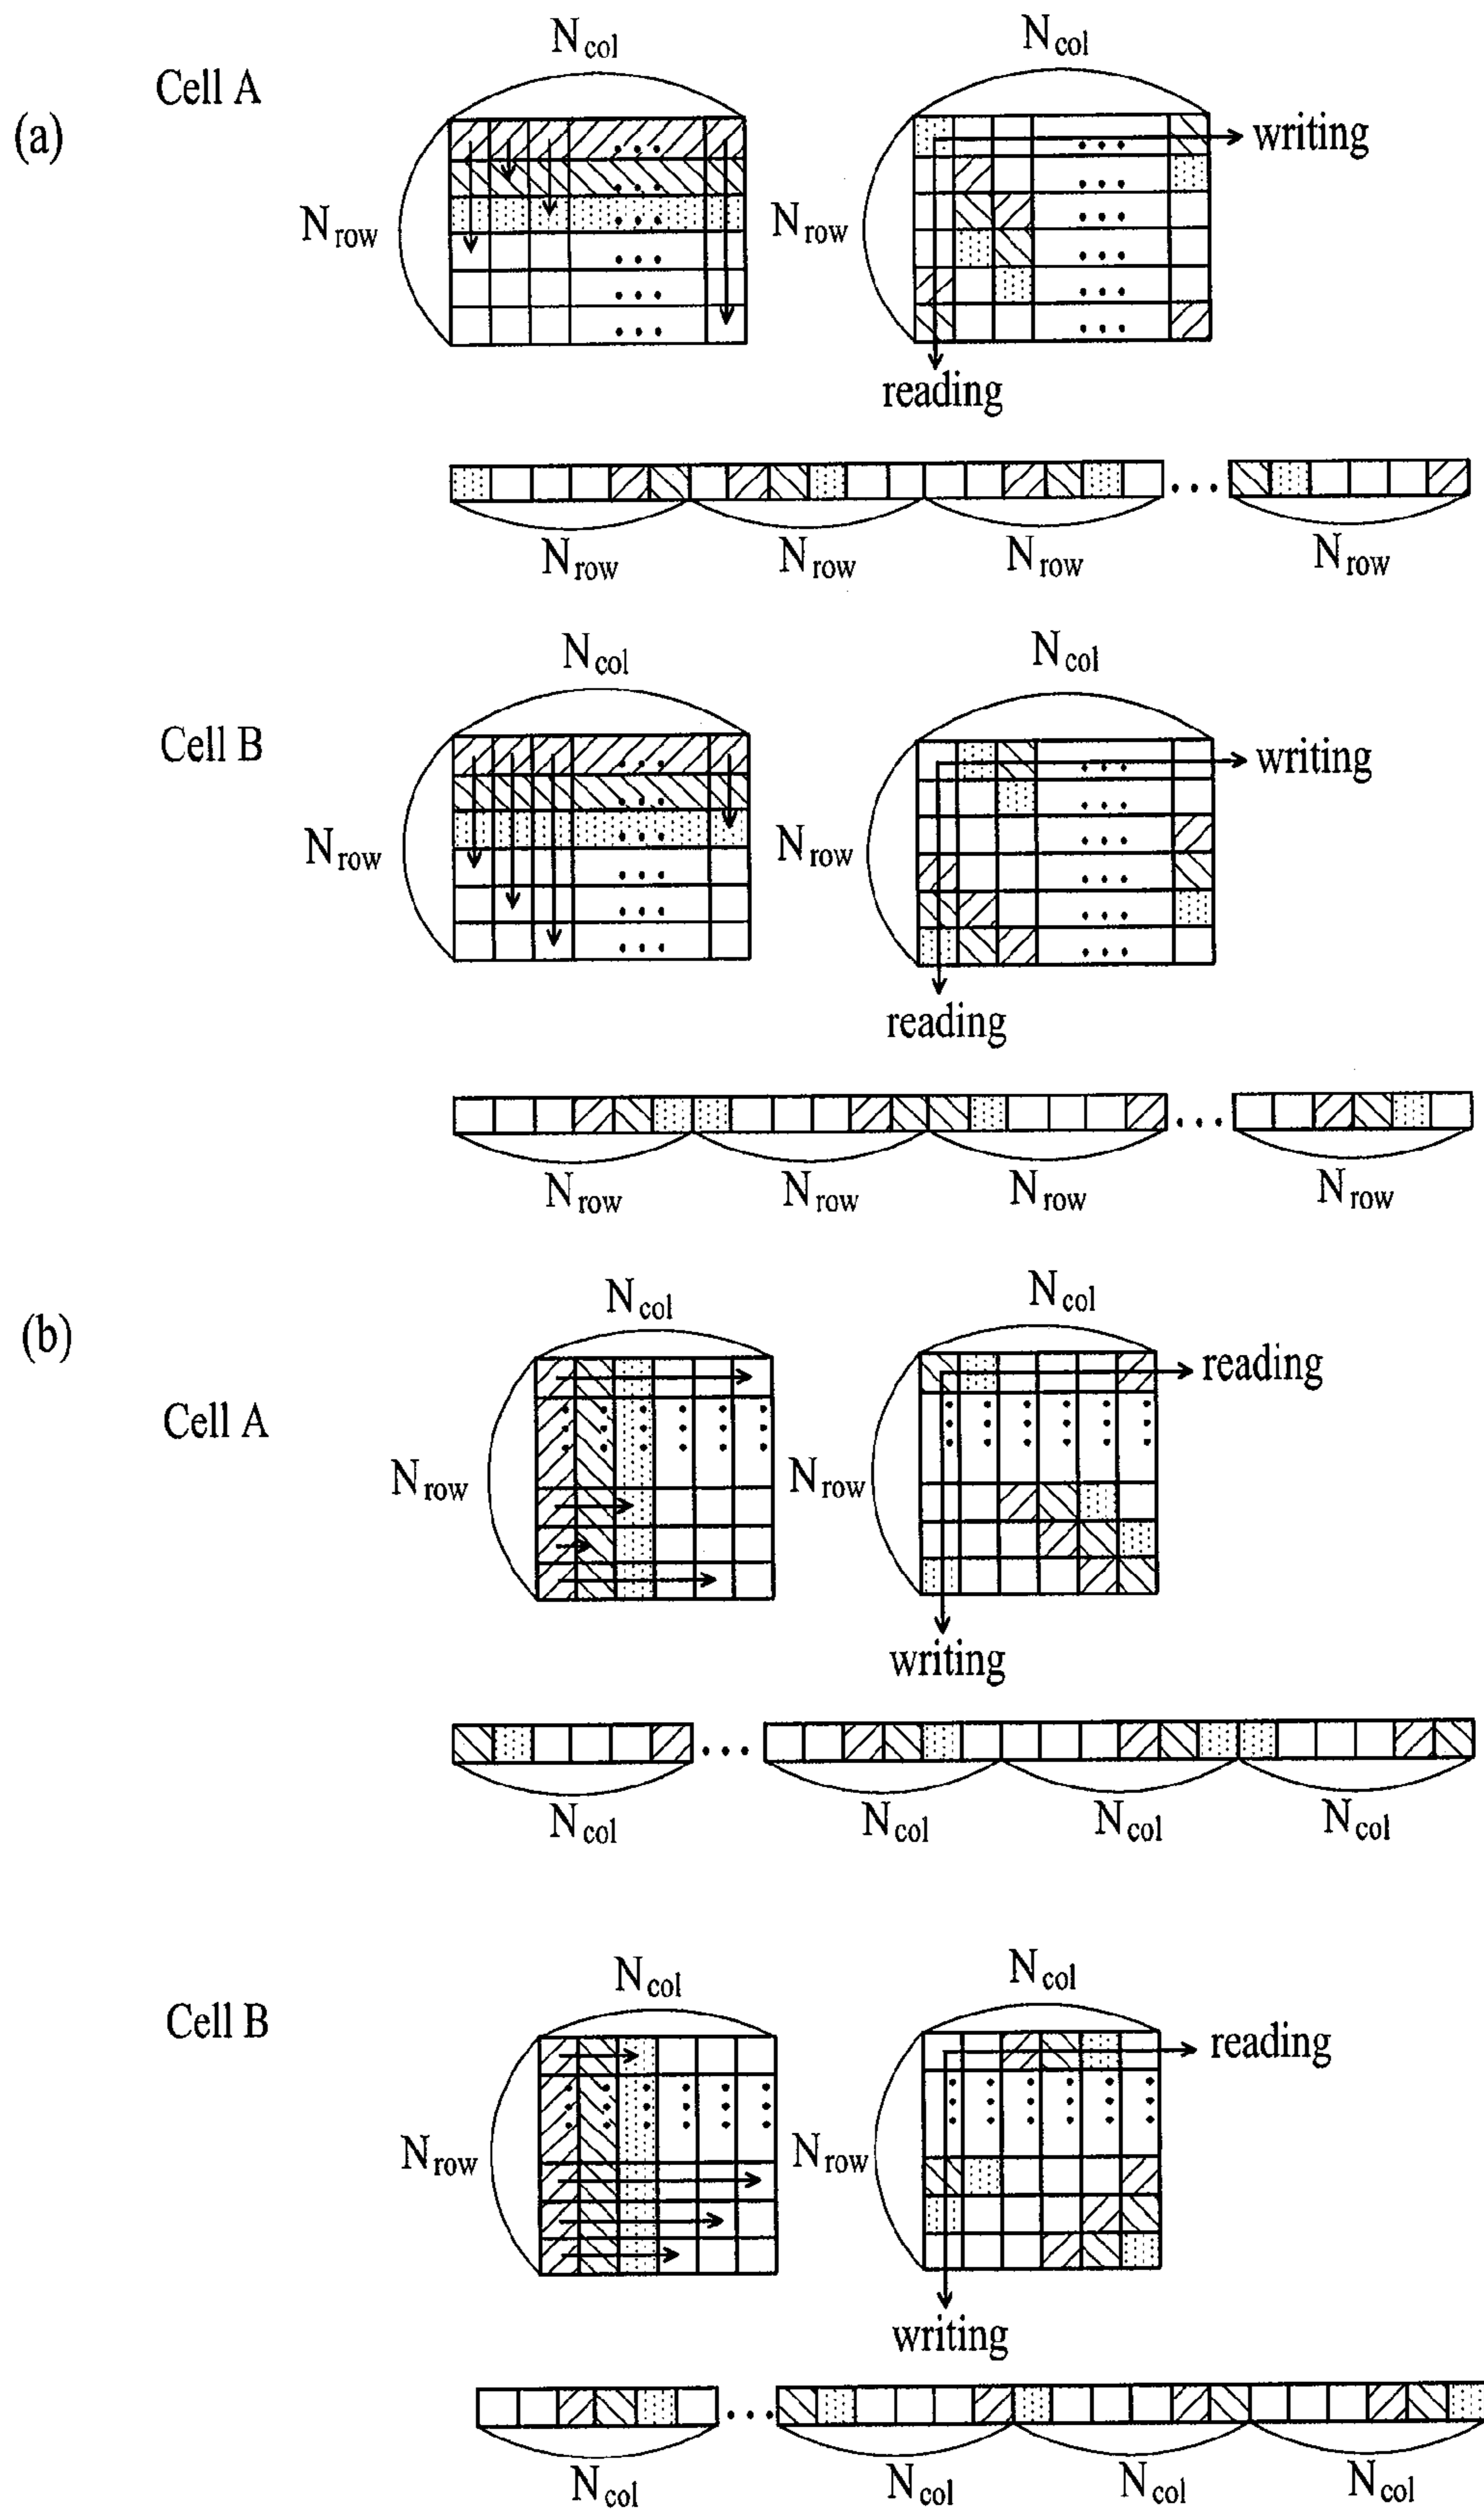 (a)
Cell A
N_col N_col
N_row N_row writing
reading
N_row N_row N_row N_row
Cell B
N_col N_col
N_row N_row writing
reading
N_row N_row N_row N_row
(b)
Cell A
N_col N_col
N_row N_row reading
writing
N_col N_col N_col N_col
Cell B
N_col N_col
N_row N_row reading
writing
N_col N_col N_col N_col